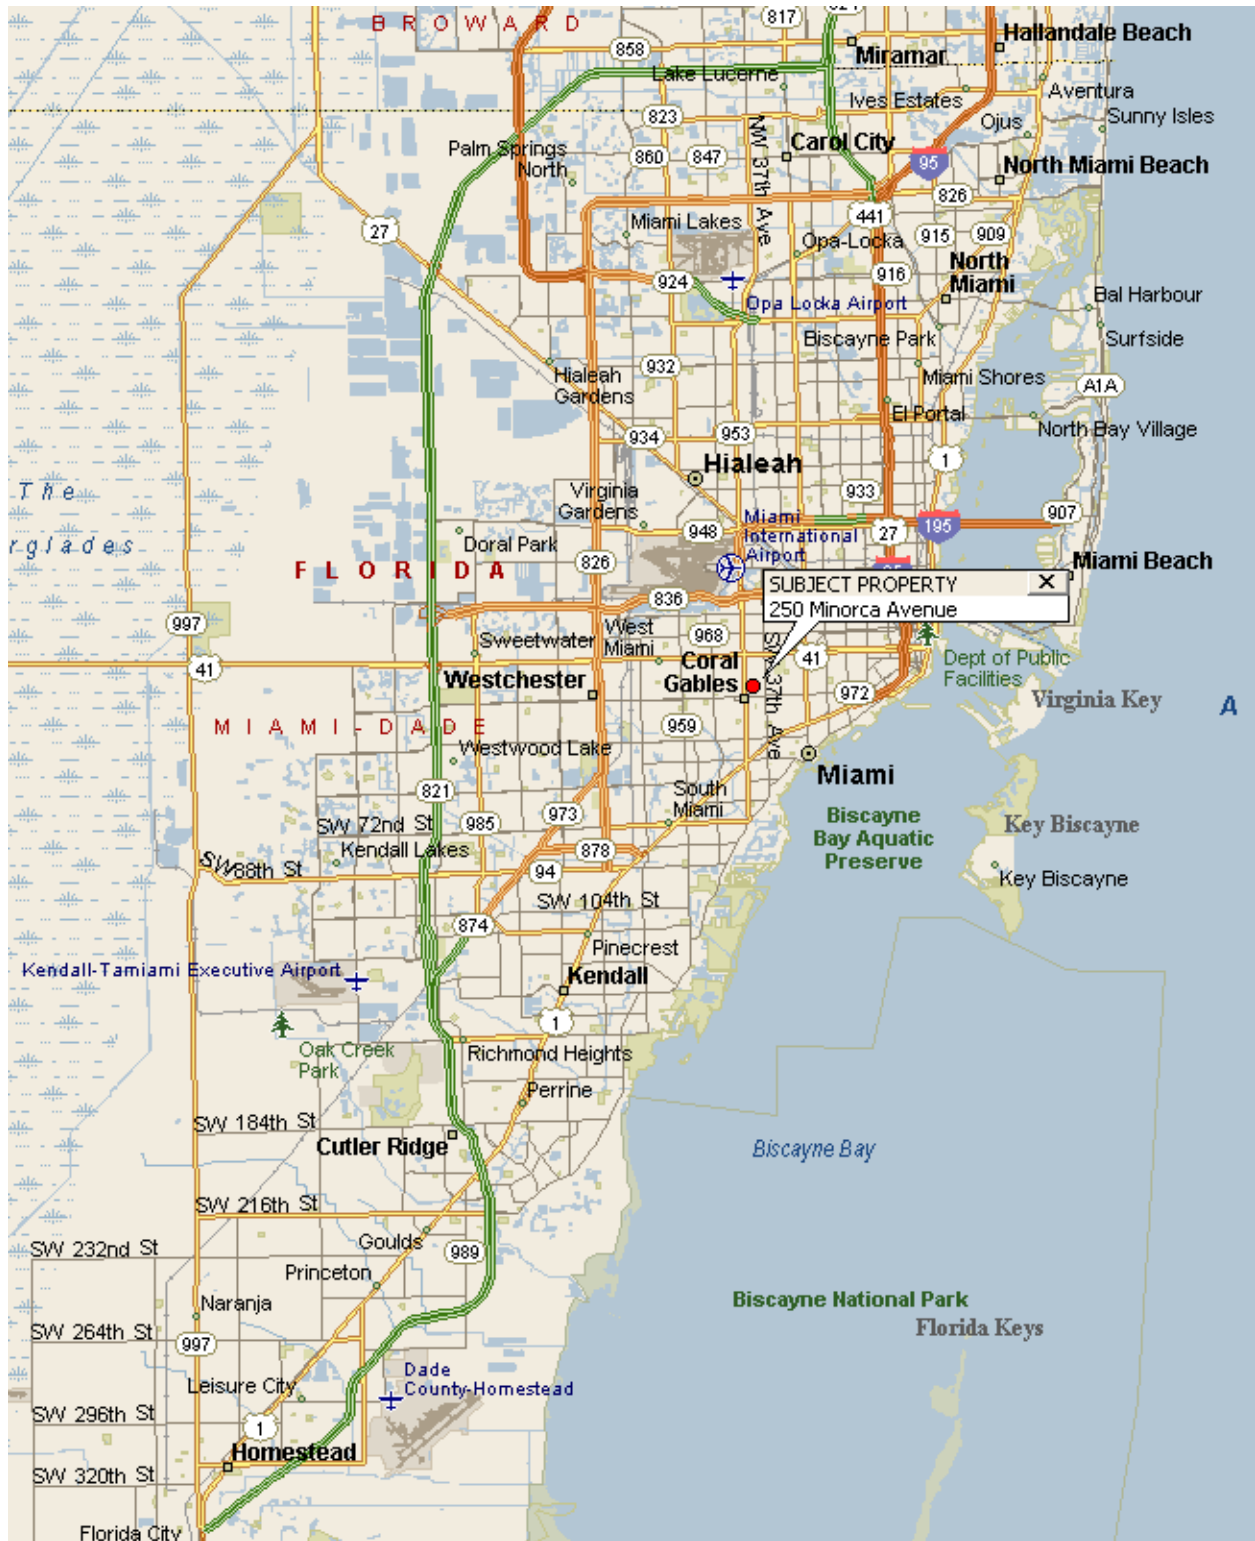 BROWARD
817
858
Miramar
Hallandale Beach
Lake Lucerne
Ives Estates
Aventura
823
Ojus
Sunny Isles
Palm Springs
North
860
847
NW 37th Ave
Carol City
95
North Miami Beach
826
27
Miami Lakes
441
Opa-Locka
915
909
924
916
North
Miami
Opa Locka Airport
Bal Harbour
Biscayne Park
Surfside
Hialeah
Gardens
932
Miami Shores
A1A
El Portal
934
953
North Bay Village
Hialeah
1
The
Virginia
Gardens
933
rglades
Doral Park
948
Miami
International
Airport
27
195
907
FLORIDA
826
Miami Beach
SUBJECT PROPERTY
250 Minorca Avenue
836
997
41
Sweetwater
West
Miami
968
Coral
Gables
SW 37th Ave
41
Dept of Public
Facilities
Westchester
972
Virginia Key
A
MIAMI-DADE
959
Westwood Lake
Miami
821
South
Miami
973
985
SW 72nd St
Biscayne
Bay Aquatic
Preserve
Key Biscayne
Kendall Lakes
878
SW 88th St
94
Key Biscayne
SW 104th St
874
Pinecrest
Kendall-Tamiami Executive Airport
Kendall
1
Oak Creek
Park
Richmond Heights
Perrine
SW 184th St
Cutler Ridge
Biscayne Bay
SW 216th St
Goulds
SW 232nd St
989
Princeton
Naranja
Biscayne National Park
Florida Keys
SW 264th St
997
Leisure City
Dade
County-Homestead
SW 296th St
1
Homestead
SW 320th St
Florida City